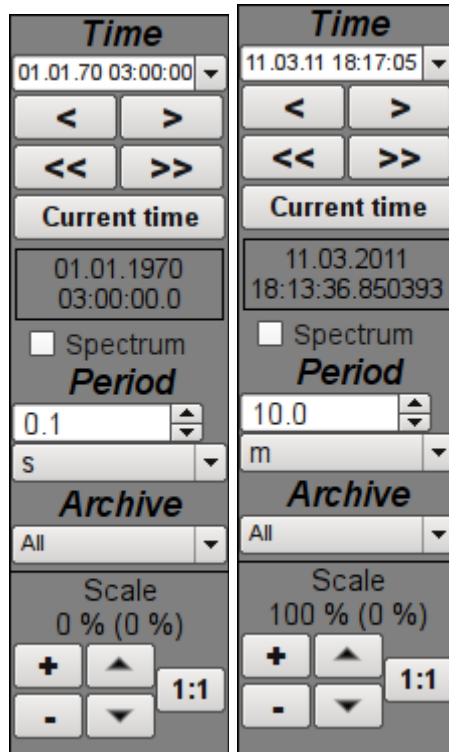 Time
01.01.70 03:00:00
< >
<< >>
Current time
01.01.1970
03:00:00.0
Spectrum
Period
0.1
s
Archive
All
Scale
0 % (0 %)
+
1:1
-
Time
11.03.11 18:17:05
< >
<< >>
Current time
11.03.2011
18:13:36.850393
Spectrum
Period
10.0
m
Archive
All
Scale
100 % (0 %)
+
1:1
-